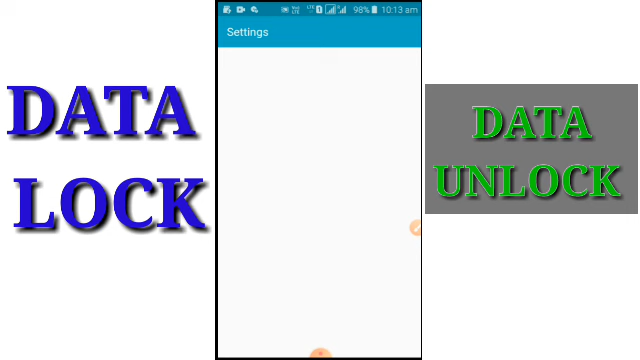 DATA
LOCK
98% 10:13 am
Settings
DATA
UNLOCK